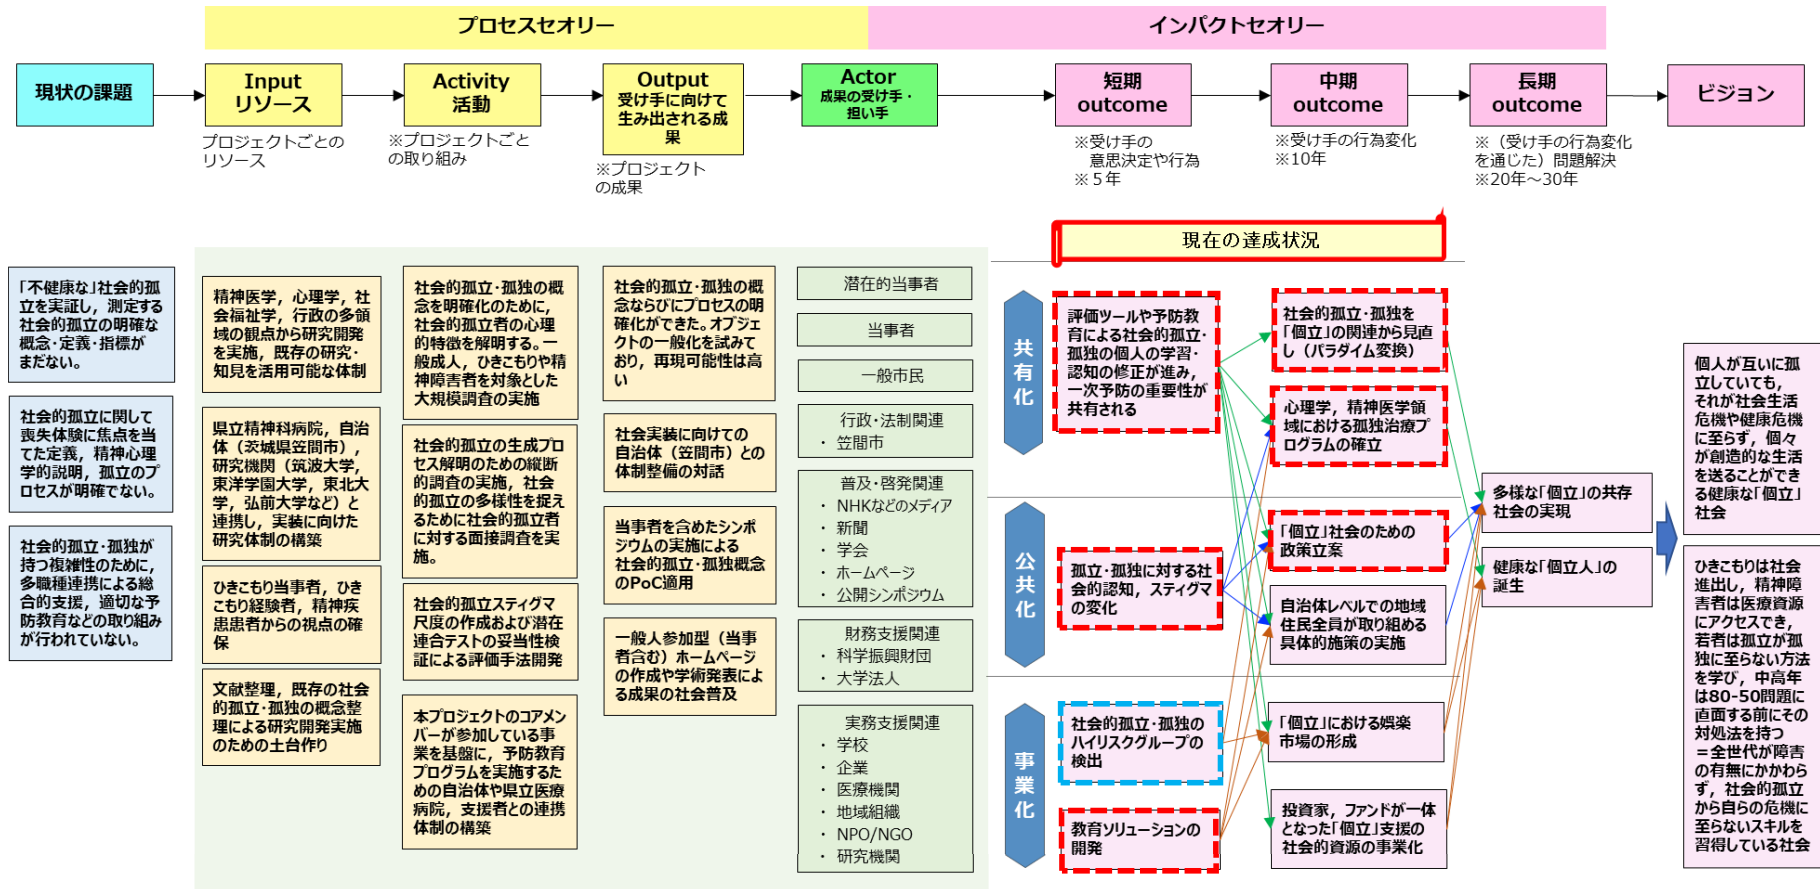 プロセスセオリー
インパクトセオリー
現状の課題
Input
リソース
Activity
活動
Output
受け手に向けて
生み出される成
果
Actor
成果の受け手・
担い手
短期
outcome
中期
outcome
長期
outcome
ビジョン
プロジェクトごとの
リソース
※プロジェクトごと
の取り組み
※プロジェクト
の成果
※受け手の
意思決定や行為
※５年
※受け手の行為変化
※10年
※（受け手の行為変化
を通じた）問題解決
※20年～30年
現在の達成状況
「不健康な」社会的孤
立を実証し，測定する
社会的孤立の明確な
概念・定義・指標が
まだない。
社会的孤立に関して
喪失体験に焦点を当
てた定義，精神心理
学的説明，孤立のプ
ロセスが明確でない。
社会的孤立・孤独が
持つ複雑性のために，
多職種連携による総
合的支援，適切な予
防教育などの取り組み
が行われていない。
精神医学，心理学，社
会福祉学，行政の多領
域の観点から研究開発
を実施，既存の研究・
知見を活用可能な体制
県立精神科病院，自治
体（茨城県笠間市），
研究機関（筑波大学，
東洋学園大学，東北大
学，弘前大学など）と
連携し，実装に向けた
研究体制の構築
ひきこもり当事者，ひき
こもり経験者，精神疾
患患者からの視点の確
保
文献整理，既存の社会
的孤立・孤独の概念整
理による研究開発実施
のための土台作り
社会的孤立・孤独の概
念を明確化のために，
社会的孤立者の心理
的特徴を解明する。一
般成人，ひきこもりや精
神障害者を対象とした
大規模調査の実施
社会的孤立の生成プロ
セス解明のための縦断
的調査の実施，社会
的孤立の多様性を捉え
るために社会的孤立者
に対する面接調査を実
施。
社会的孤立スティグマ
尺度の作成および潜在
連合テストの妥当性検
証による評価手法開発
本プロジェクトのコアメン
バーが参加している事
業を基盤に，予防教育
プログラムを実施するた
めの自治体や県立医療
病院，支援者との連携
体制の構築
社会的孤立・孤独の概
念ならびにプロセスの明
確化ができた。オブジェ
クトの一般化を試みて
おり，再現可能性は高
い
社会実装に向けての
自治体（笠間市）との
体制整備の対話
当事者を含めたシンポ
ジウムの実施による
社会的孤立・孤独概念
のPoC適用
一般人参加型（当事
者含む）ホームページ
の作成や学術発表によ
る成果の社会普及
潜在的当事者
当事者
一般市民
行政・法制関連
・ 笠間市
普及・啓発関連
・ NHKなどのメディア
・ 新聞
・ 学会
・ ホームページ
・ 公開シンポジウム
財務支援関連
・ 科学振興財団
・ 大学法人
実務支援関連
・ 学校
・ 企業
・ 医療機関
・ 地域組織
・ NPO/NGO
・ 研究機関
共有化
公共化
事業化
評価ツールや予防教
育による社会的孤立・
孤独の個人の学習・
認知の修正が進み，
一次予防の重要性が
共有される
孤立・孤独に対する社
会的認知，スティグマ
の変化
社会的孤立・孤独の
ハイリスクグループの
検出
教育ソリューションの
開発
社会的孤立・孤独を
「個立」の関連から見直
し（パラダイム変換）
心理学，精神医学領
域における孤独治療プ
ログラムの確立
「個立」社会のための
政策立案
自治体レベルでの地域
住民全員が取り組める
具体的施策の実施
「個立」における娯楽
市場の形成
投資家，ファンドが一体
となった「個立」支援の
社会的資源の事業化
多様な「個立」の共存
社会の実現
健康な「個立人」の
誕生
個人が互いに孤
立していても，
それが社会生活
危機や健康危機
に至らず，個々
が創造的な生活
を送ることができ
る健康な「個立」
社会
ひきこもりは社会
進出し，精神障
害者は医療資源
にアクセスでき，
若者は孤立が孤
独に至らない方法
を学び，中高年
は80-50問題に
直面する前にその
対処法を持つ
＝全世代が障害
の有無にかかわら
ず，社会的孤立
から自らの危機に
至らないスキルを
習得している社会